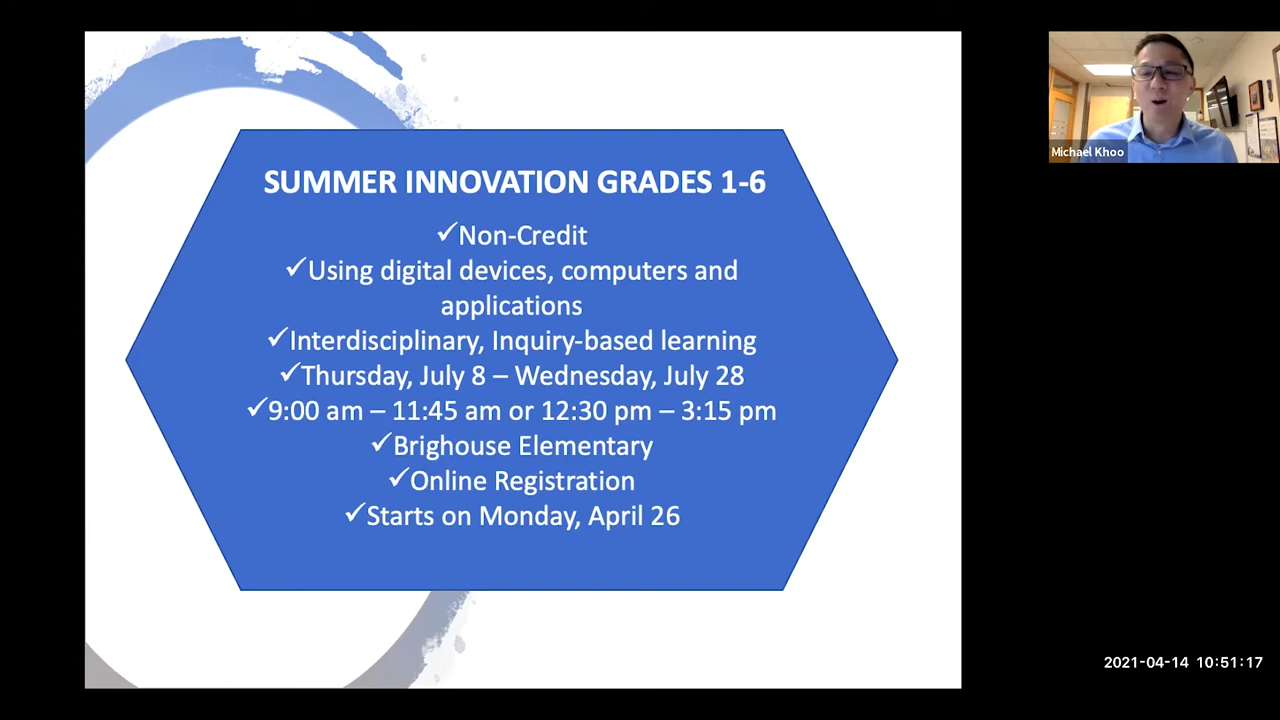 SUMMER INNOVATION GRADES 1-6
✓Non-Credit
✓Using digital devices, computers and
applications
✓Interdisciplinary, Inquiry-based learning
✓Thursday, July 8 – Wednesday, July 28
✓9:00 am – 11:45 am or 12:30 pm – 3:15 pm
✓Brighouse Elementary
✓Online Registration
✓Starts on Monday, April 26
Michael Khoo
2021-04-14 10:51:17